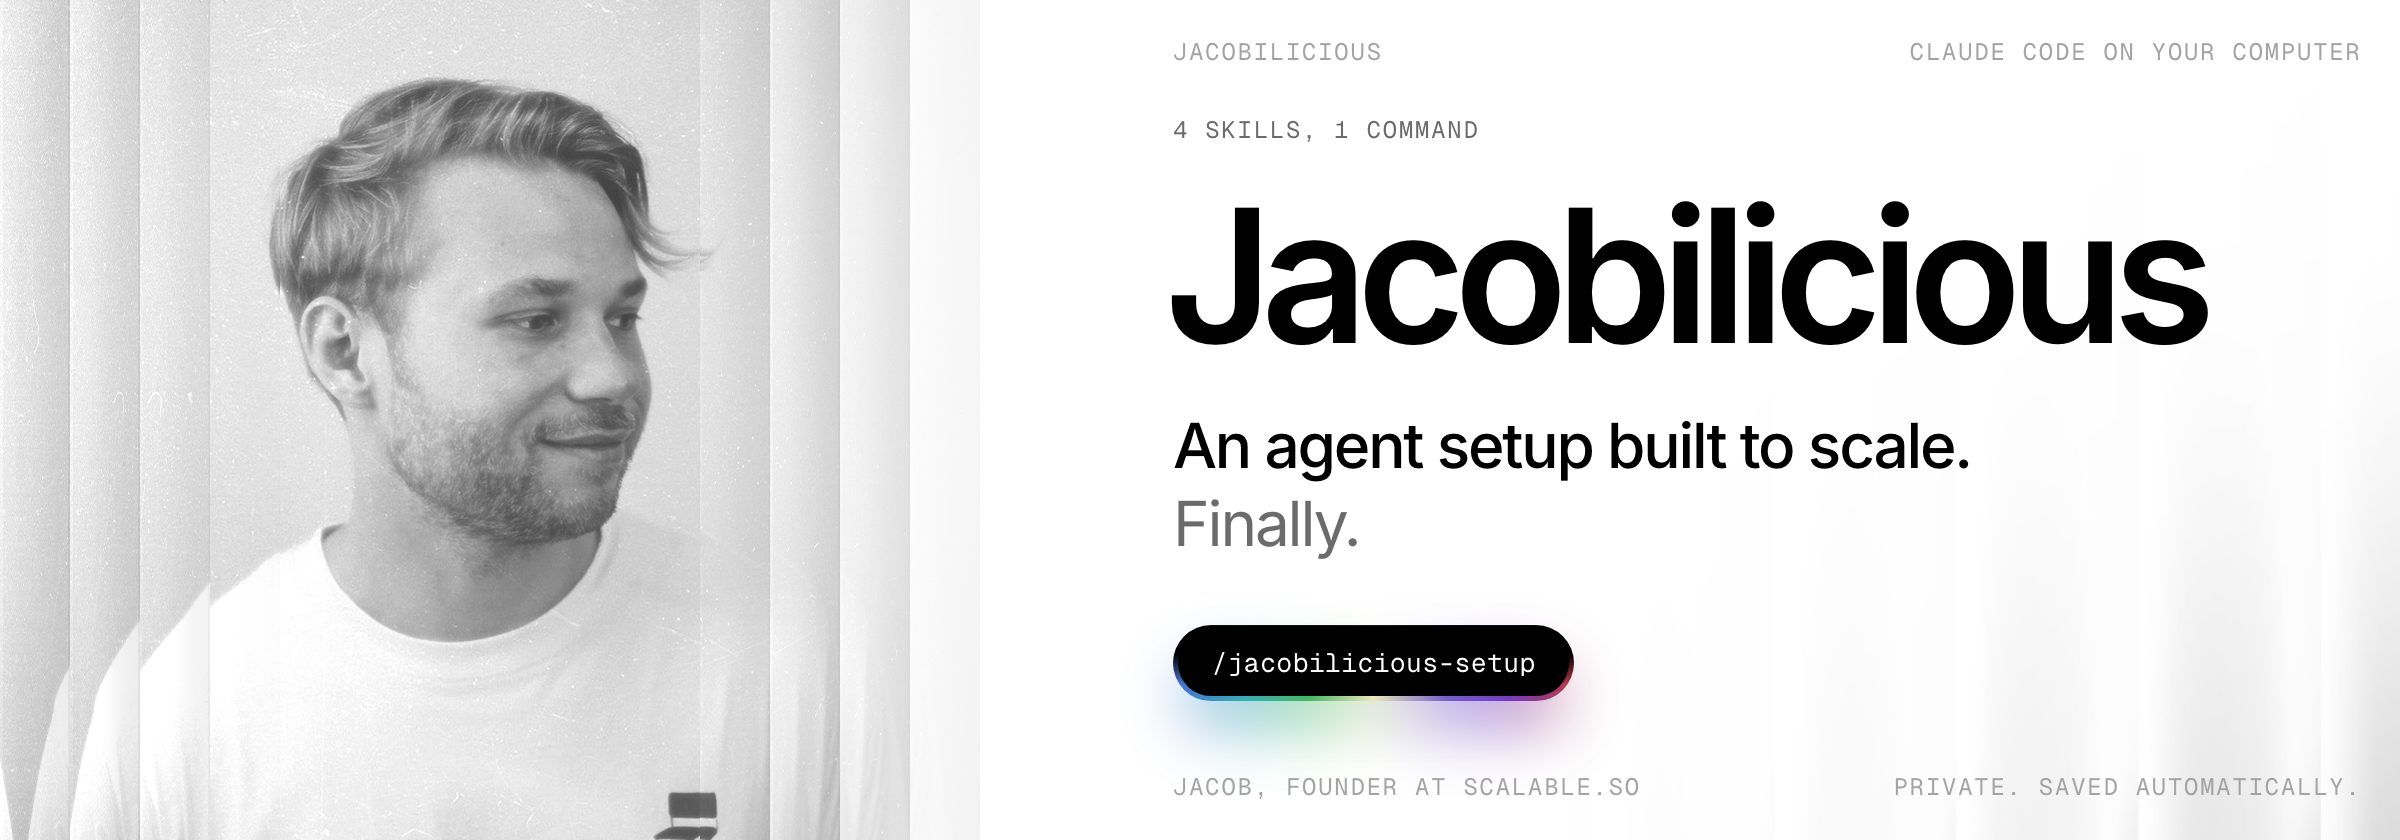 JACOBILICIOUS
CLAUDE CODE ON YOUR COMPUTER
4 SKILLS, 1 COMMAND
Jacobilicious
An agent setup built to scale.
Finally.
/jacobilicious-setup
JACOB, FOUNDER AT SCALABLE.SO
PRIVATE. SAVED AUTOMATICALLY.